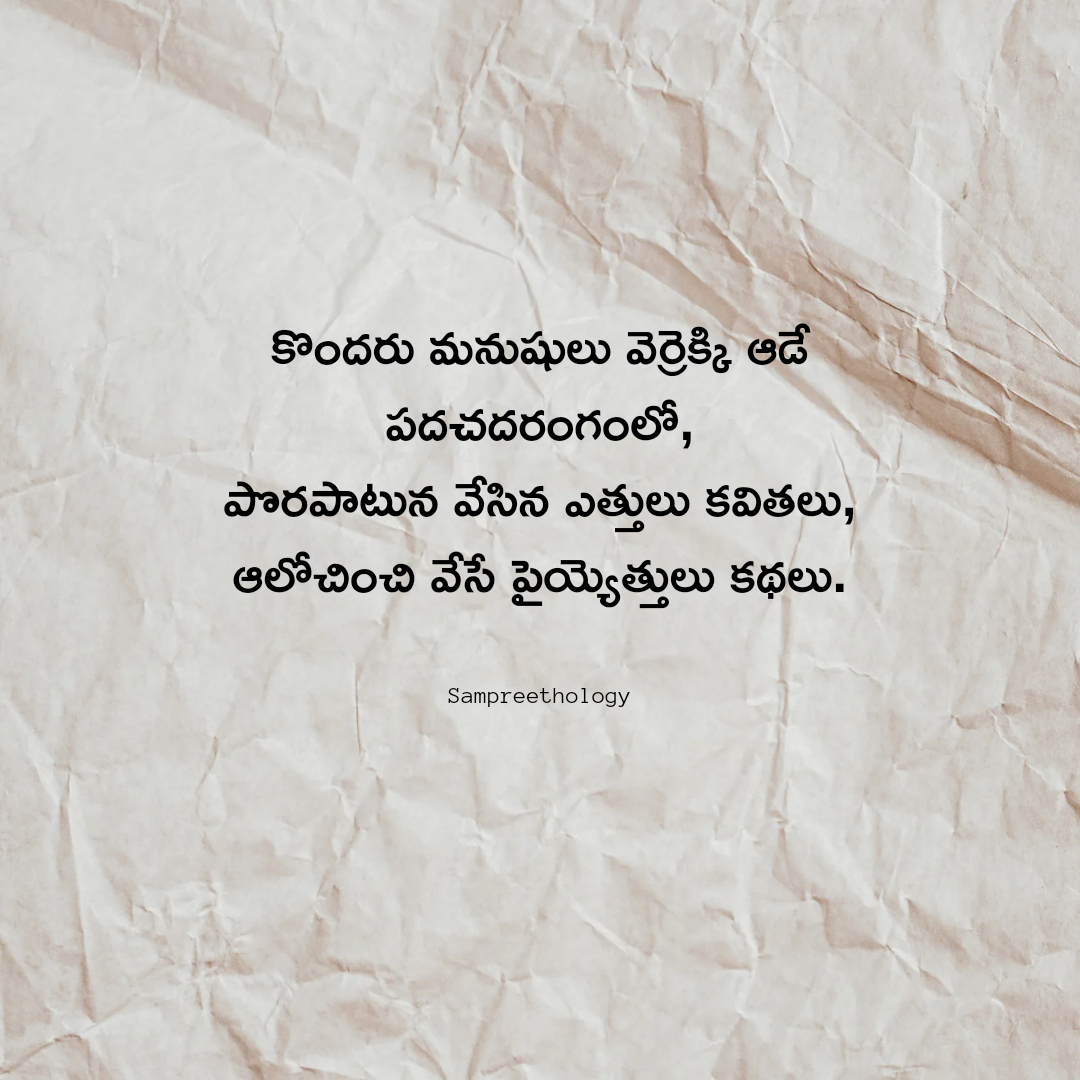 కొందరు మనుషులు వెర్రెక్కి ఆడే
పదచదరంగంలో,
పొరపాటున వేసిన ఎత్తులు కవితలు,
ఆలోచించి వేసే పైయ్యెత్తులు కథలు.
Sampreethology